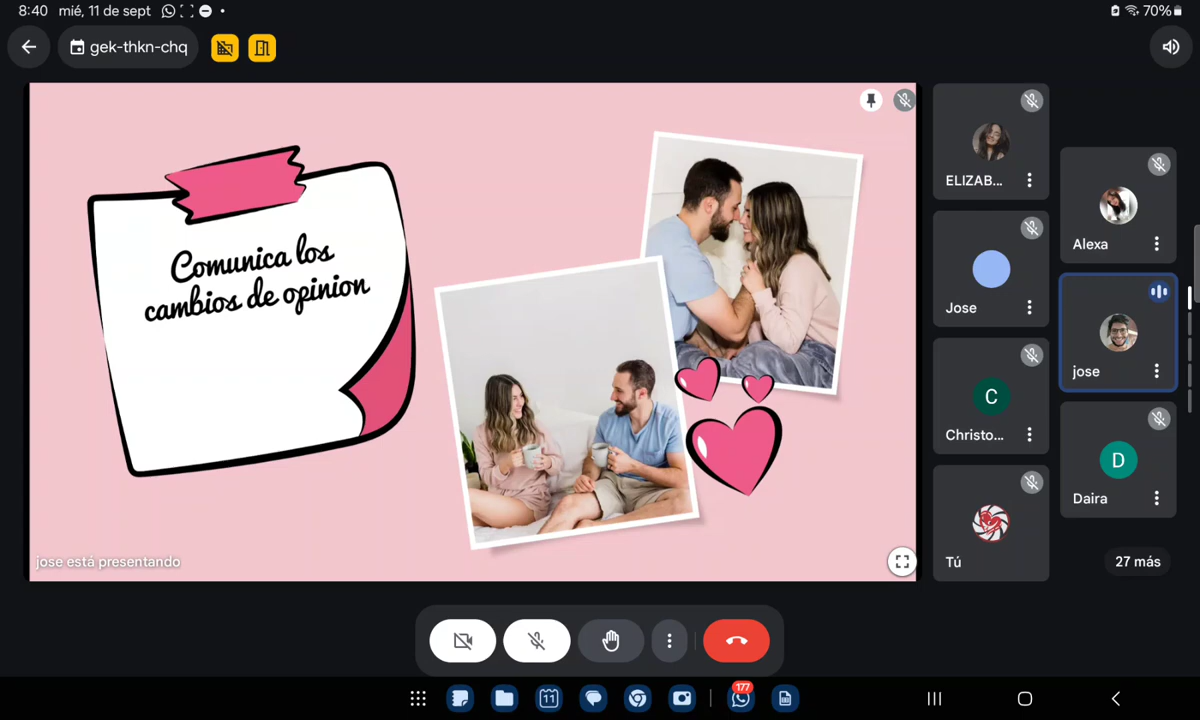 8:40 mié, 11 de sept
70%
gek-thkn-chq
Comunica los
cambios de opinion
jose está presentando
ELIZAB...
Alexa
Jose
jose
C
Christo...
D
Daira
Tú
27 más
11
177